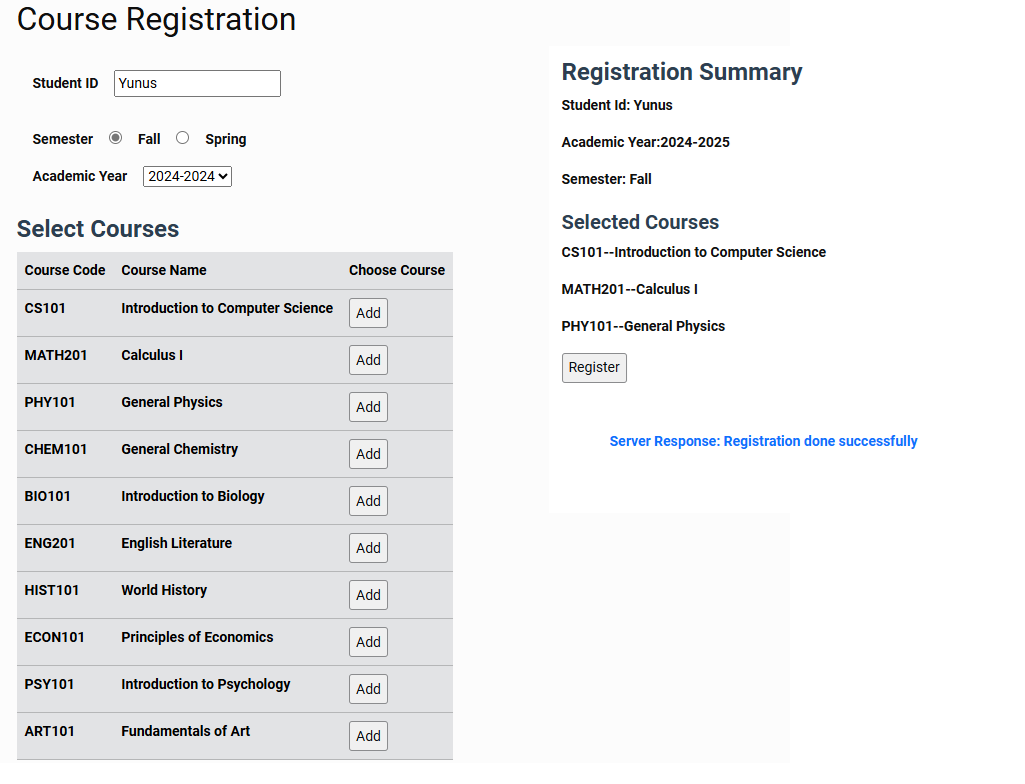 Course Registration
Student ID Yunus
Semester Fall Spring
Academic Year 2024-2024
Select Courses
Course Code Course Name Choose Course
CS101 Introduction to Computer Science Add
MATH201 Calculus I Add
PHY101 General Physics Add
CHEM101 General Chemistry Add
BIO101 Introduction to Biology Add
ENG201 English Literature Add
HIST101 World History Add
ECON101 Principles of Economics Add
PSY101 Introduction to Psychology Add
ART101 Fundamentals of Art Add
Registration Summary
Student Id: Yunus
Academic Year:2024-2025
Semester: Fall
Selected Courses
CS101--Introduction to Computer Science
MATH201--Calculus I
PHY101--General Physics
Register
Server Response: Registration done successfully